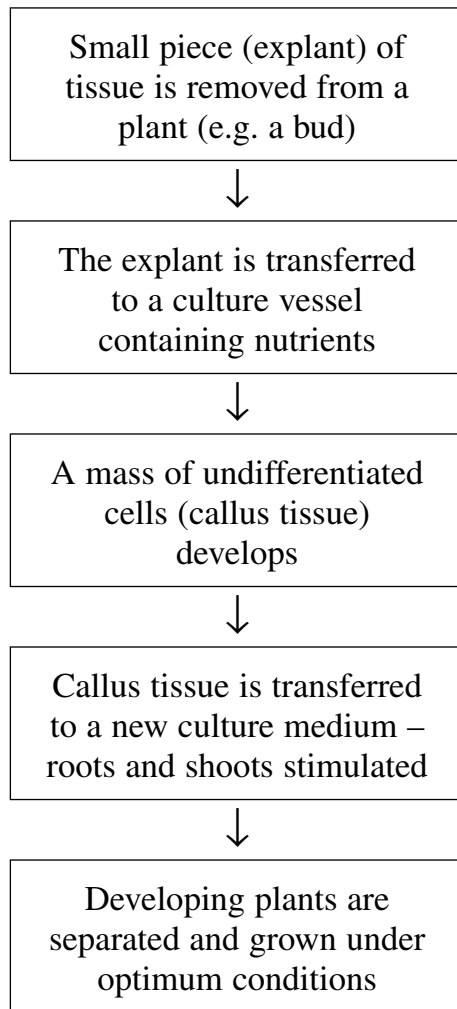 Small piece (explant) of
tissue is removed from a
plant (e.g. a bud)
↓
The explant is transferred
to a culture vessel
containing nutrients
↓
A mass of undifferentiated
cells (callus tissue)
develops
↓
Callus tissue is transferred
to a new culture medium –
roots and shoots stimulated
↓
Developing plants are
separated and grown under
optimum conditions